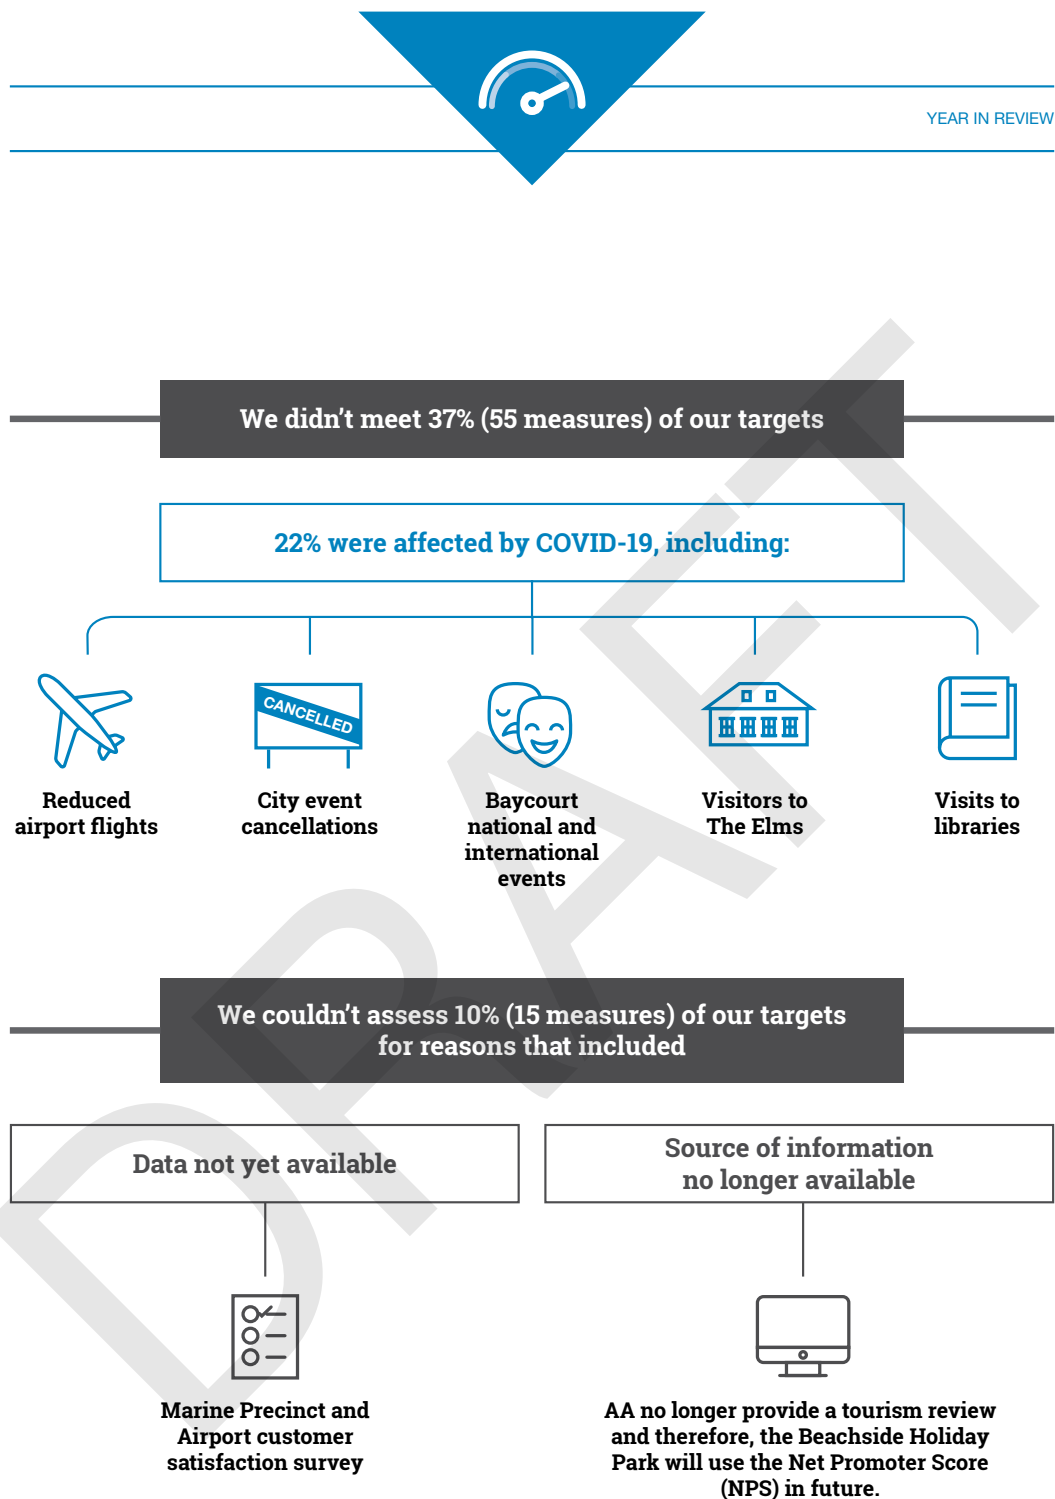 YEAR IN REVIEW
We didn’t meet 37% (55 measures) of our targets
22% were affected by COVID-19, including:
CANCELLED
Reduced
airport flights
City event
cancellations
Baycourt
national and
international
events
Visitors to
The Elms
Visits to
libraries
We couldn’t assess 10% (15 measures) of our targets
for reasons that included
Data not yet available
Source of information
no longer available
Marine Precinct and
Airport customer
satisfaction survey
AA no longer provide a tourism review
and therefore, the Beachside Holiday
Park will use the Net Promoter Score
(NPS) in future.
DRAFT